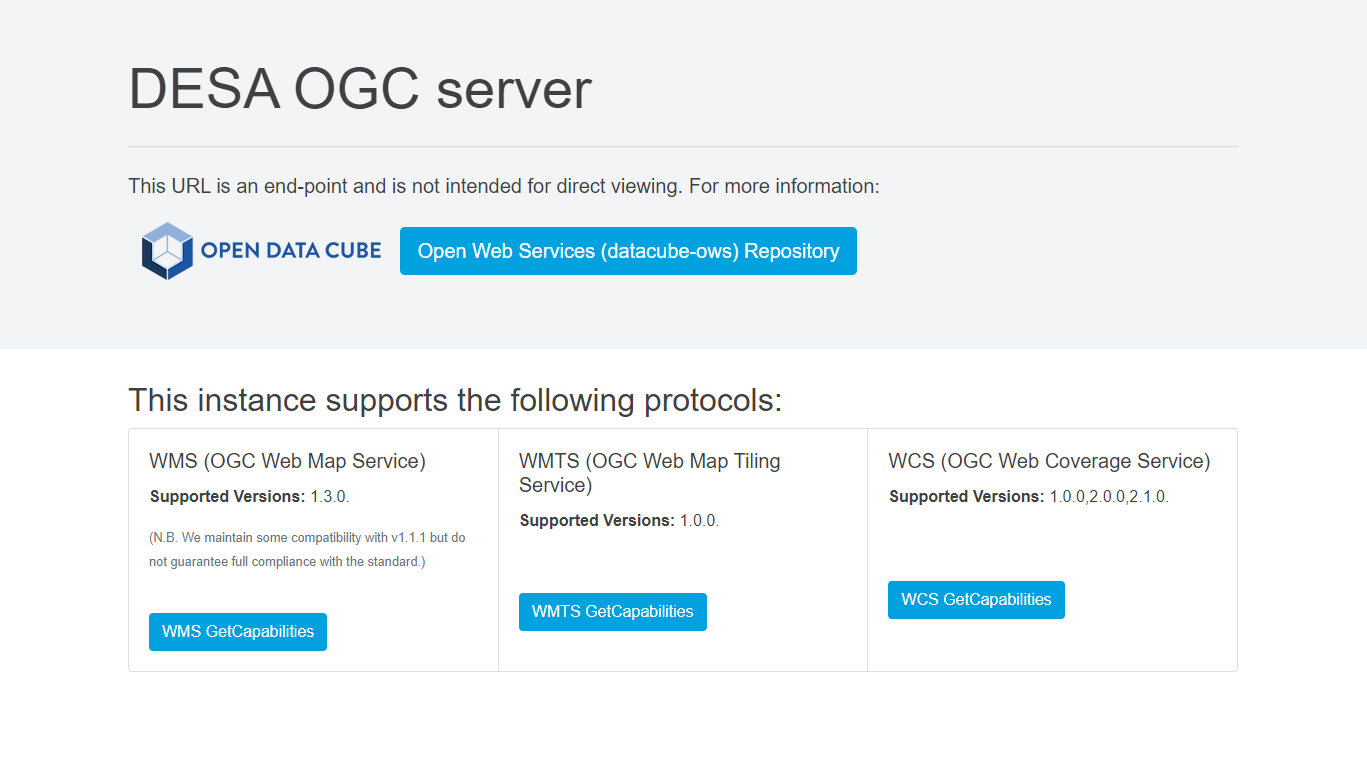 DESA OGC server
This URL is an end-point and is not intended for direct viewing. For more information:
OPEN DATA CUBE
Open Web Services (datacube-ows) Repository
This instance supports the following protocols:
WMS (OGC Web Map Service)
Supported Versions: 1.3.0.
(N.B. We maintain some compatibility with v1.1.1 but do
not guarantee full compliance with the standard.)
WMS GetCapabilities
WMTS (OGC Web Map Tiling
Service)
Supported Versions: 1.0.0.
WMTS GetCapabilities
WCS (OGC Web Coverage Service)
Supported Versions: 1.0.0,2.0.0,2.1.0.
WCS GetCapabilities